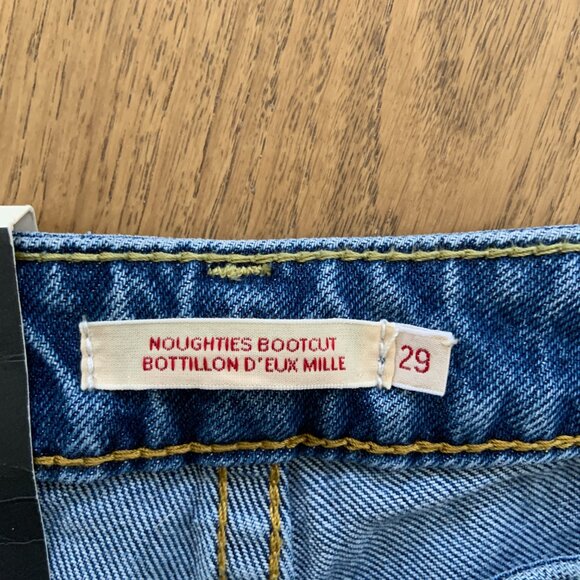 NOUGHTIES BOOTCUT
BOTTILLON D'EUX MILLE
29